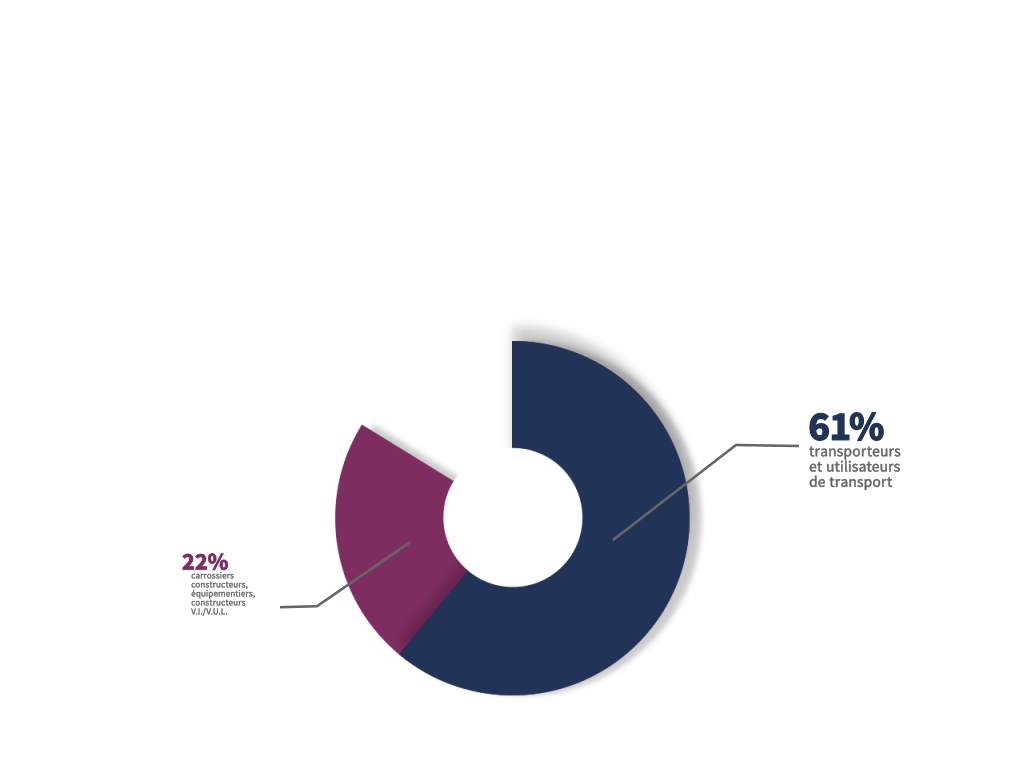 61%
transporteurs
et utilisateurs
de transport
22%
carrossiers
constructeurs,
équipementiers,
constructeurs
V.I./V.U.L.